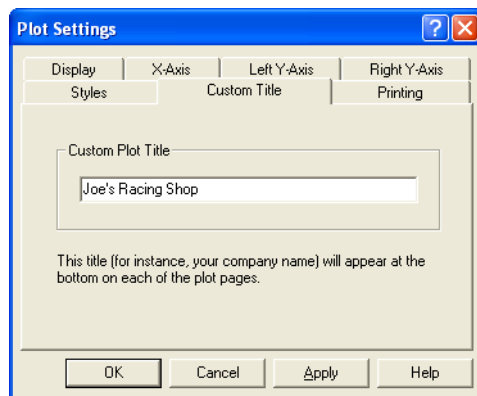 Plot Settings
Display X-Axis Left Y-Axis Right Y-Axis
Styles Custom Title Printing
Custom Plot Title
Joe's Racing Shop
This title (for instance, your company name) will appear at the
bottom on each of the plot pages.
OK Cancel Apply Help